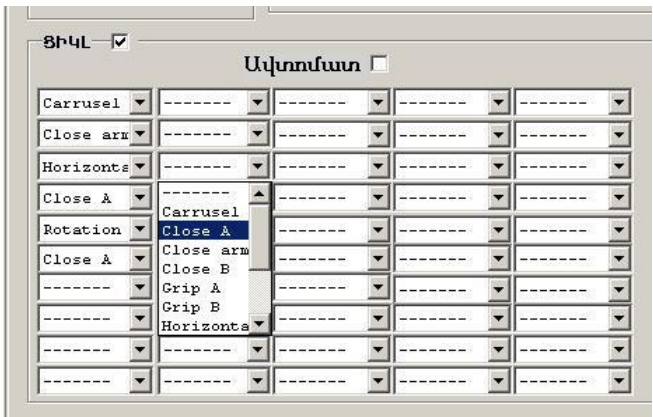 ՑԻԿԼ
Ավտոմատ
Carrusel ------- ------- ------- -------
Close arm ------- ------- ------- -------
Horizonta ------- ------- ------- -------
Close A ------- ------- ------- -------
Rotation Carrusel ------- ------- -------
Close A Close A ------- ------- -------
------- Close arm ------- ------- -------
------- Close B ------- ------- -------
Grip A
Grip B
Horizonta
------- ------- ------- ------- -------
------- ------- ------- ------- -------